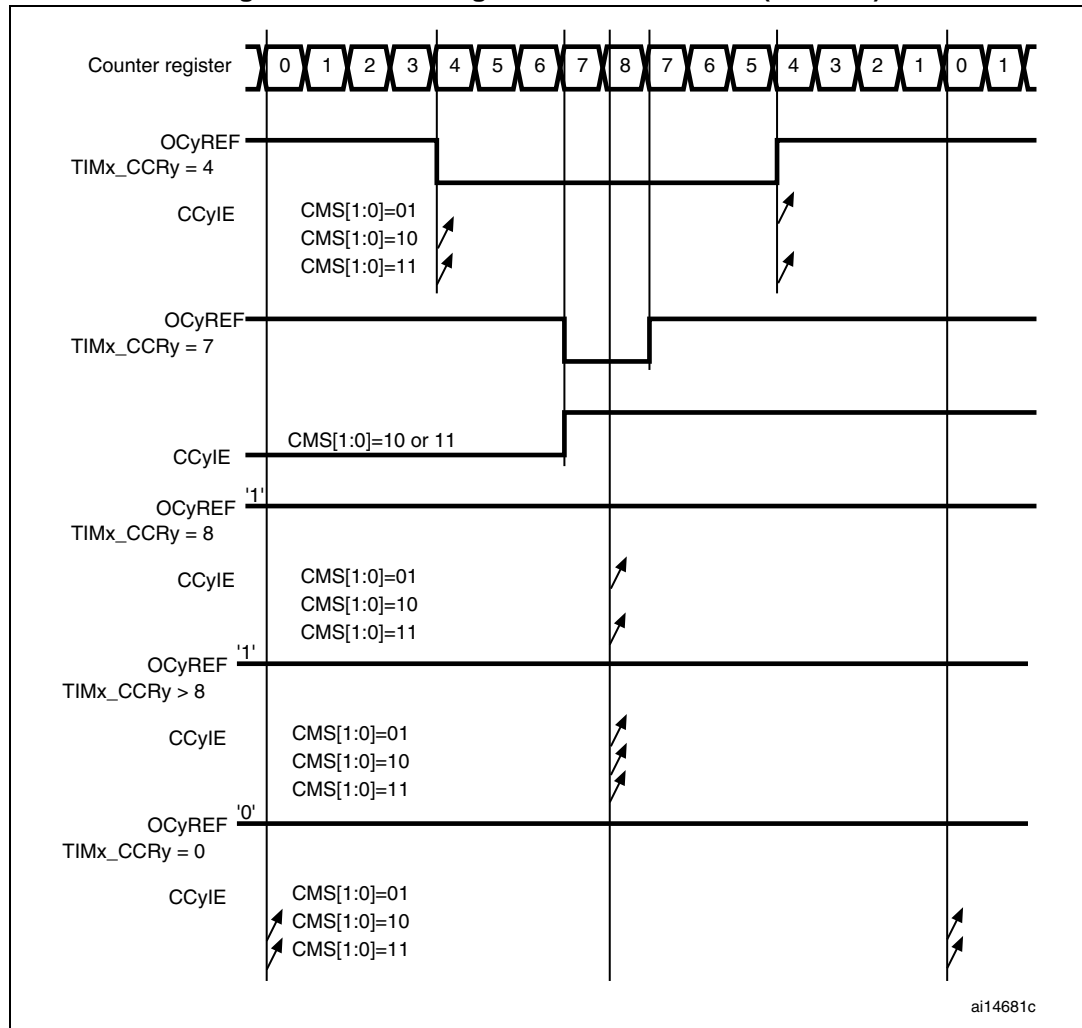 Counter register 0 1 2 3 4 5 6 7 8 7 6 5 4 3 2 1 0 1
OCyREF
TIMx_CCRy = 4
CCyIE CMS[1:0]=01
CMS[1:0]=10
CMS[1:0]=11
OCyREF
TIMx_CCRy = 7
CMS[1:0]=10 or 11
CCyIE
'1'
OCyREF
TIMx_CCRy = 8
CCyIE CMS[1:0]=01
CMS[1:0]=10
CMS[1:0]=11
'1'
OCyREF
TIMx_CCRy > 8
CCyIE CMS[1:0]=01
CMS[1:0]=10
CMS[1:0]=11
'0'
OCyREF
TIMx_CCRy = 0
CCyIE CMS[1:0]=01
CMS[1:0]=10
CMS[1:0]=11
ai14681c